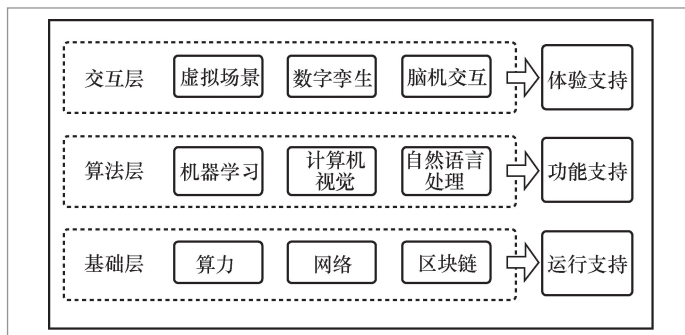 交互层 虚拟场景 数字孪生 脑机交互 体验支持
算法层 机器学习 计算机
视觉 自然语言
处理 功能支持
基础层 算力 网络 区块链 运行支持